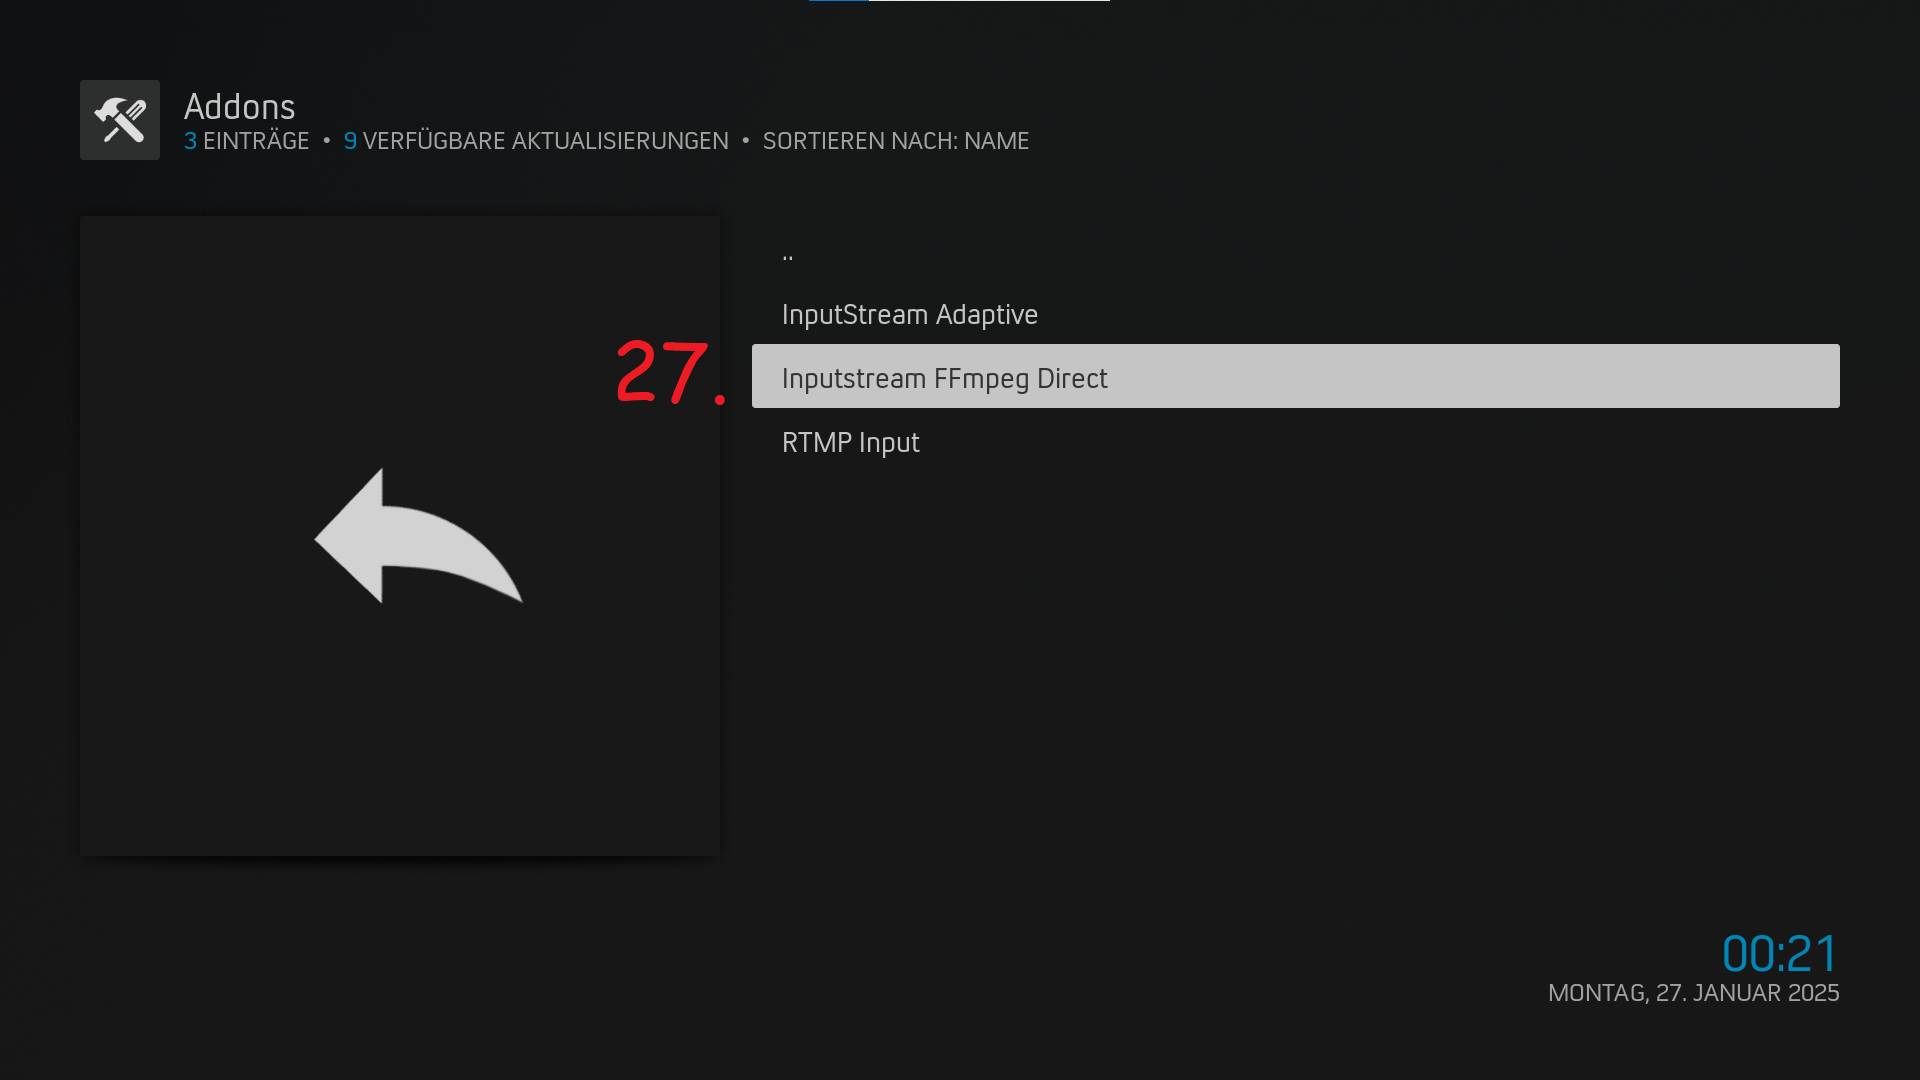 Addons
3 EINTRÄGE • 9 VERFÜGBARE AKTUALISIERUNGEN • SORTIEREN NACH: NAME
..
InputStream Adaptive
27.
Inputstream FFmpeg Direct
RTMP Input
00:21
MONTAG, 27. JANUAR 2025